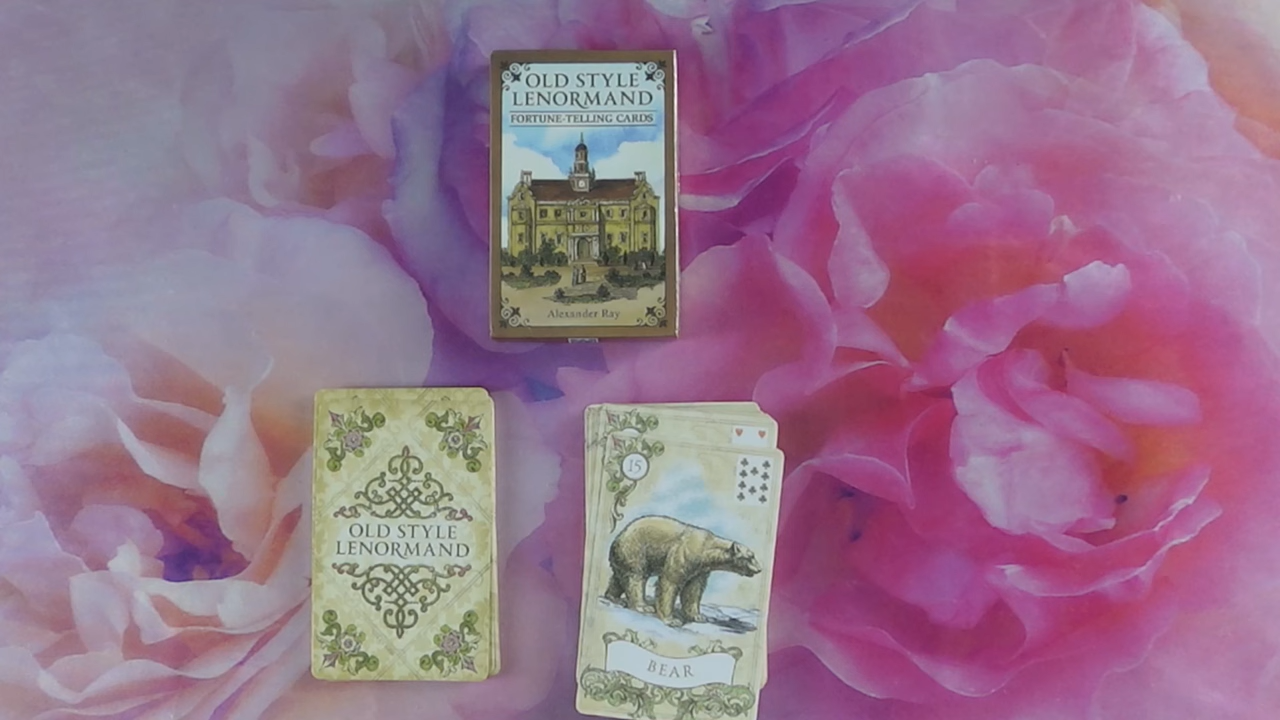 OLD STYLE
LENORMAND
FORTUNE-TELLING CARDS
Alexander Ray
OLD STYLE
LENORMAND
15
BEAR